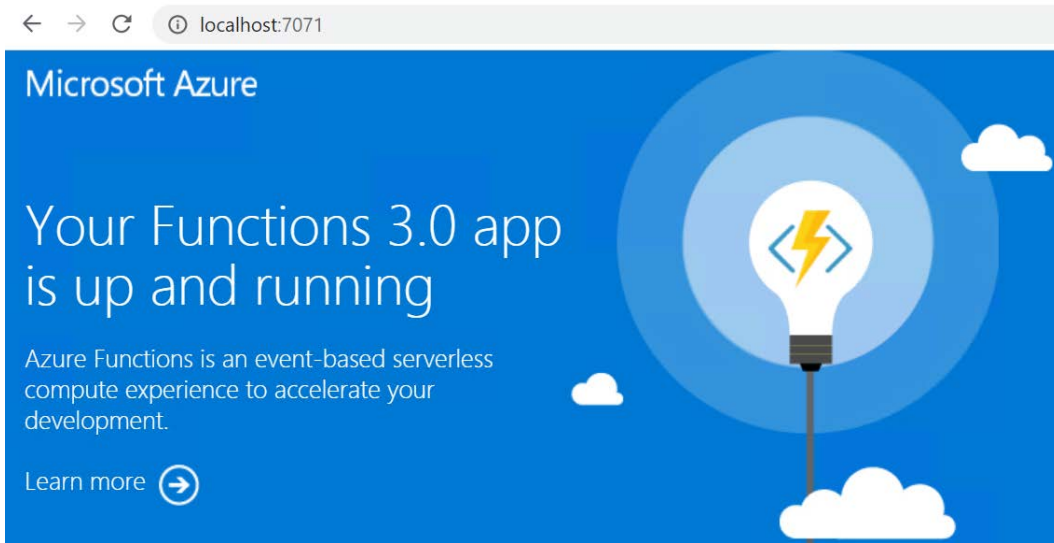 localhost:7071
Microsoft Azure
Your Functions 3.0 app
is up and running
Azure Functions is an event-based serverless
compute experience to accelerate your
development.
Learn more